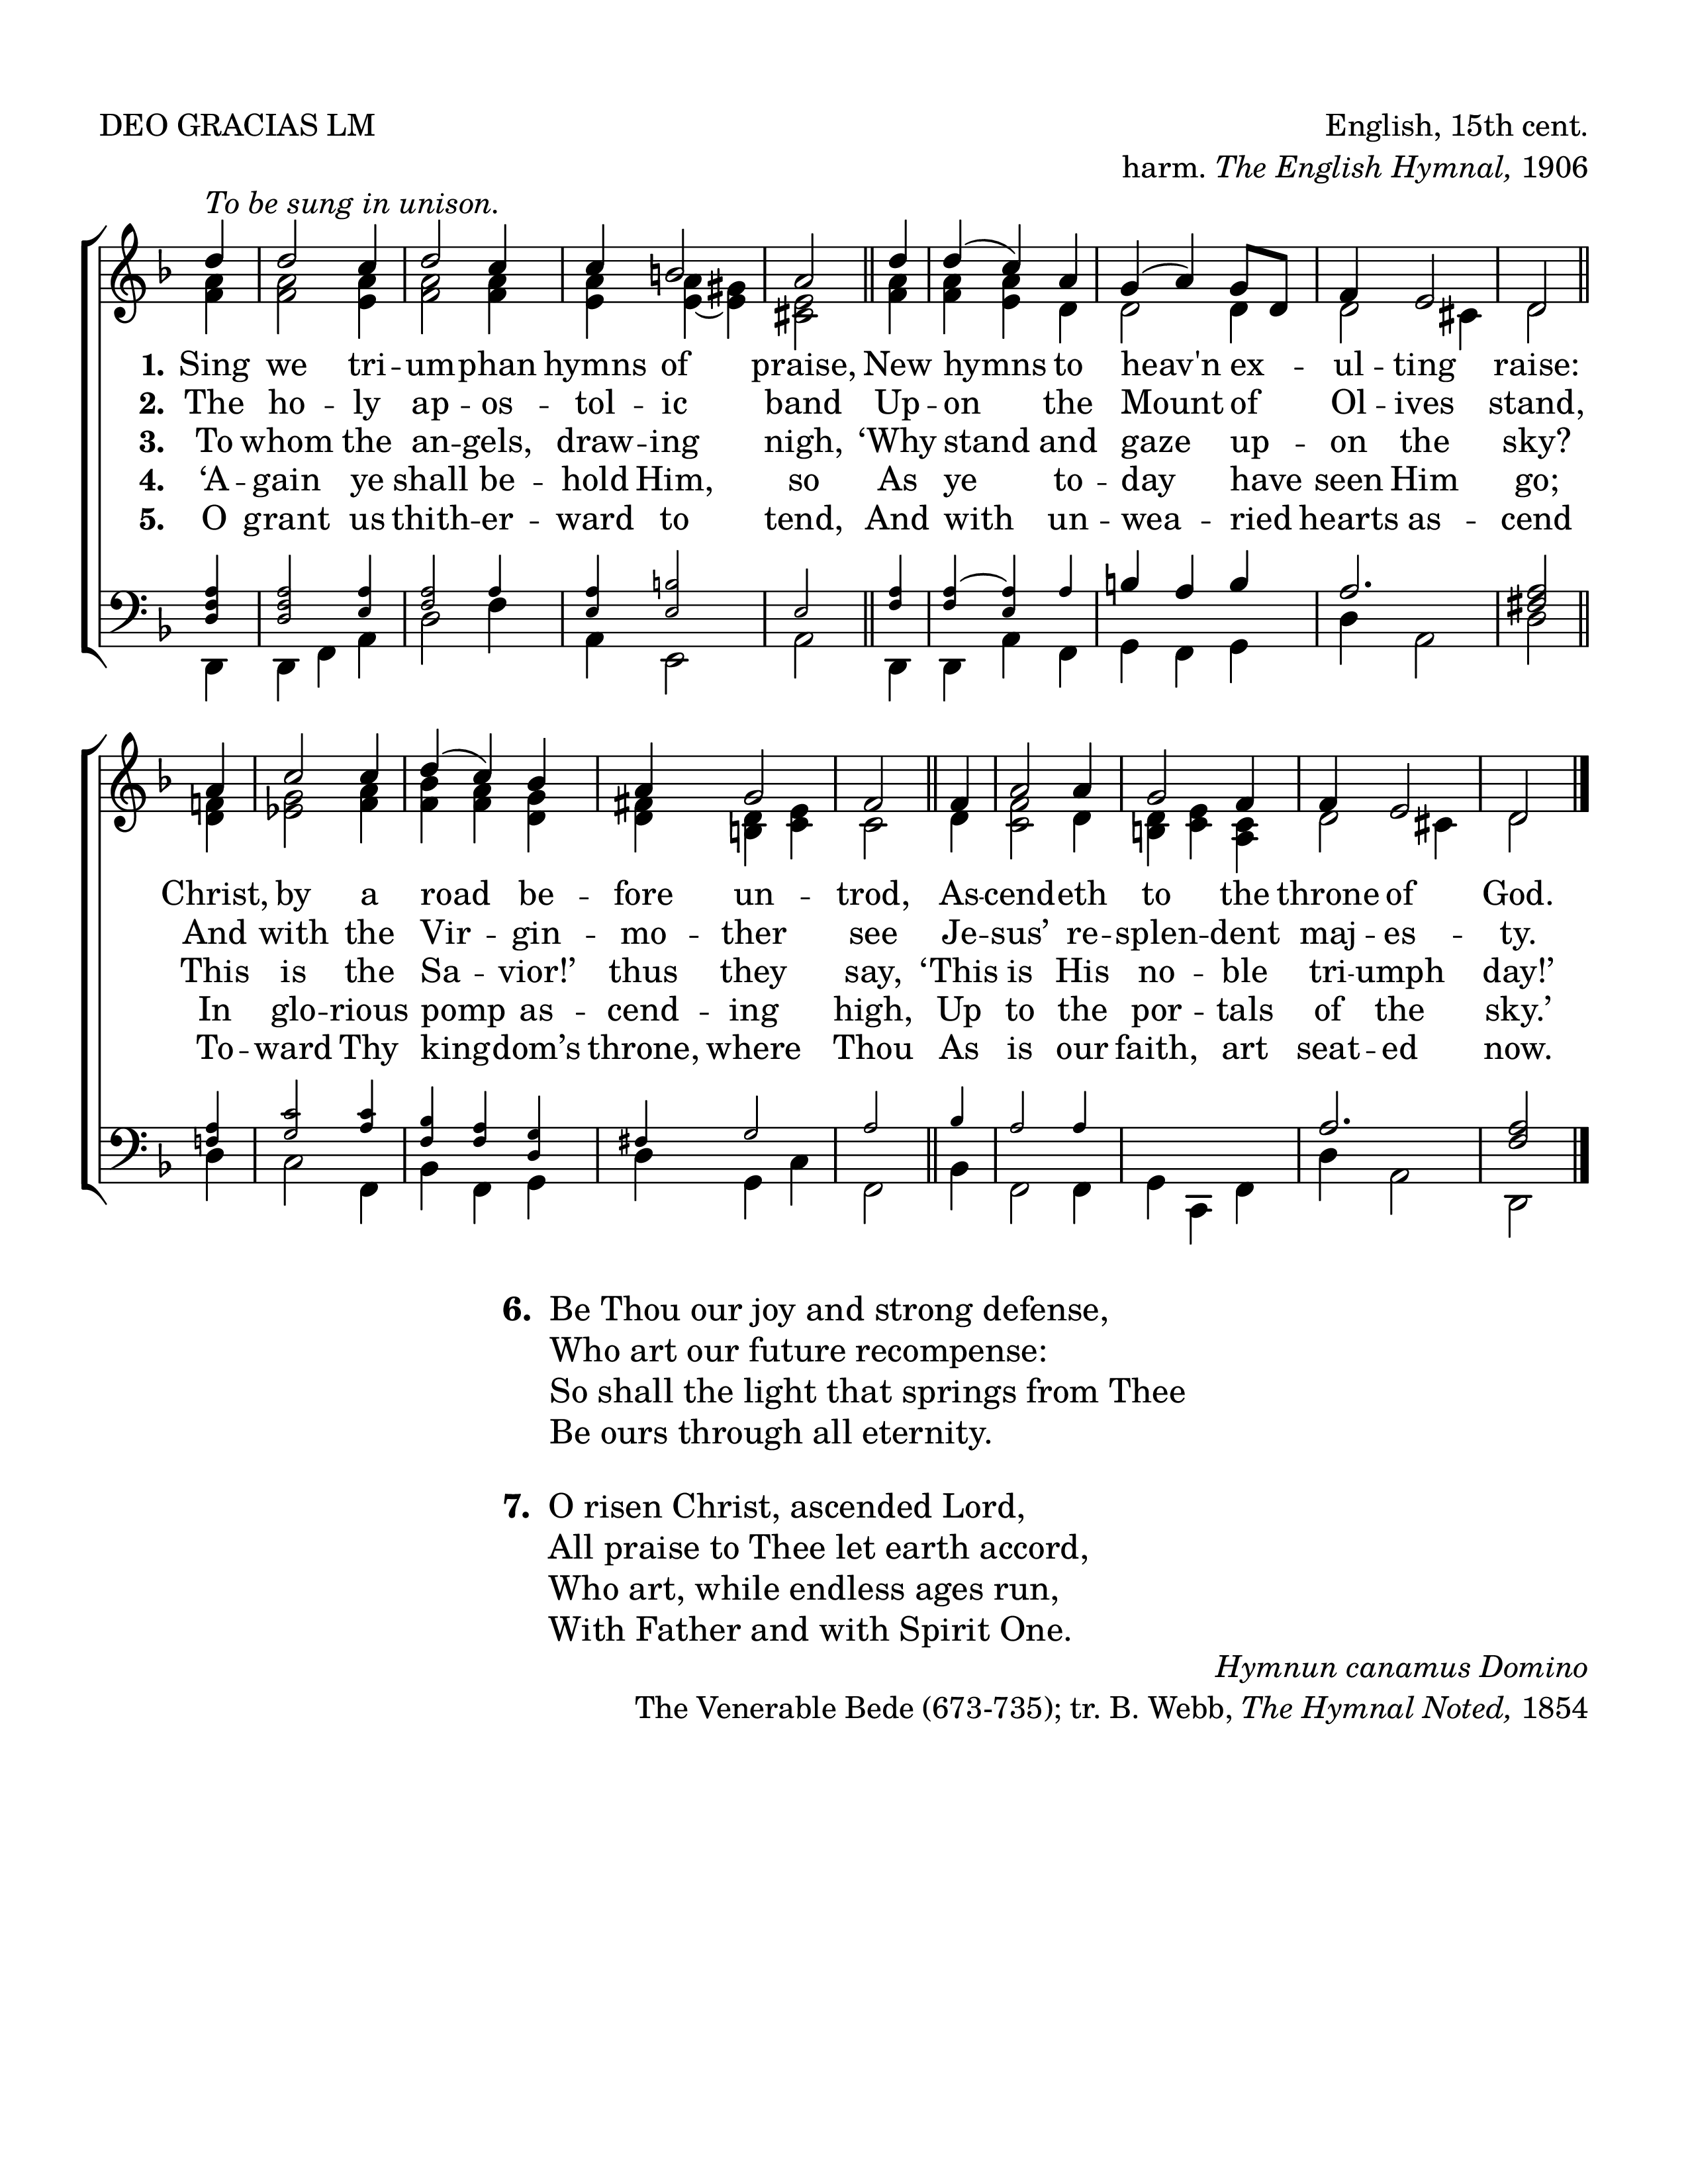 DEO GRACIAS LM
English, 15th cent.
harm. The English Hymnal, 1906
To be sung in unison.
1. Sing we tri -- um -- phan hymns of praise, New hymns to heav'n ex -- ul -- ting raise:
2. The ho -- ly ap -- os -- tol -- ic band Up -- on the Mount of Ol -- ives stand,
3. To whom the an -- gels, draw -- ing nigh, ‘Why stand and gaze up -- on the sky?
4. ‘A -- gain ye shall be -- hold Him, so As ye to -- day have seen Him go;
5. O grant us thith -- er -- ward to tend, And with un -- wea -- ried hearts as -- cend
Christ, by a road be -- fore un -- trod, As -- cend -- eth to the throne of God.
And with the Vir -- gin -- mo -- ther see Je -- sus’ re -- splen -- dent maj -- es -- ty.
This is the Sa -- vior!’ thus they say, ‘This is His no -- ble tri -- umph day!’
In glo -- rious pomp as -- cend -- ing high, Up to the por -- tals of the sky.’
To -- ward Thy king -- dom’s throne, where Thou As is our faith, art seat -- ed now.
6. Be Thou our joy and strong defense,
Who art our future recompense:
So shall the light that springs from Thee
Be ours through all eternity.
7. O risen Christ, ascended Lord,
All praise to Thee let earth accord,
Who art, while endless ages run,
With Father and with Spirit One.
Hymnun canamus Domino
The Venerable Bede (673-735); tr. B. Webb, The Hymnal Noted, 1854